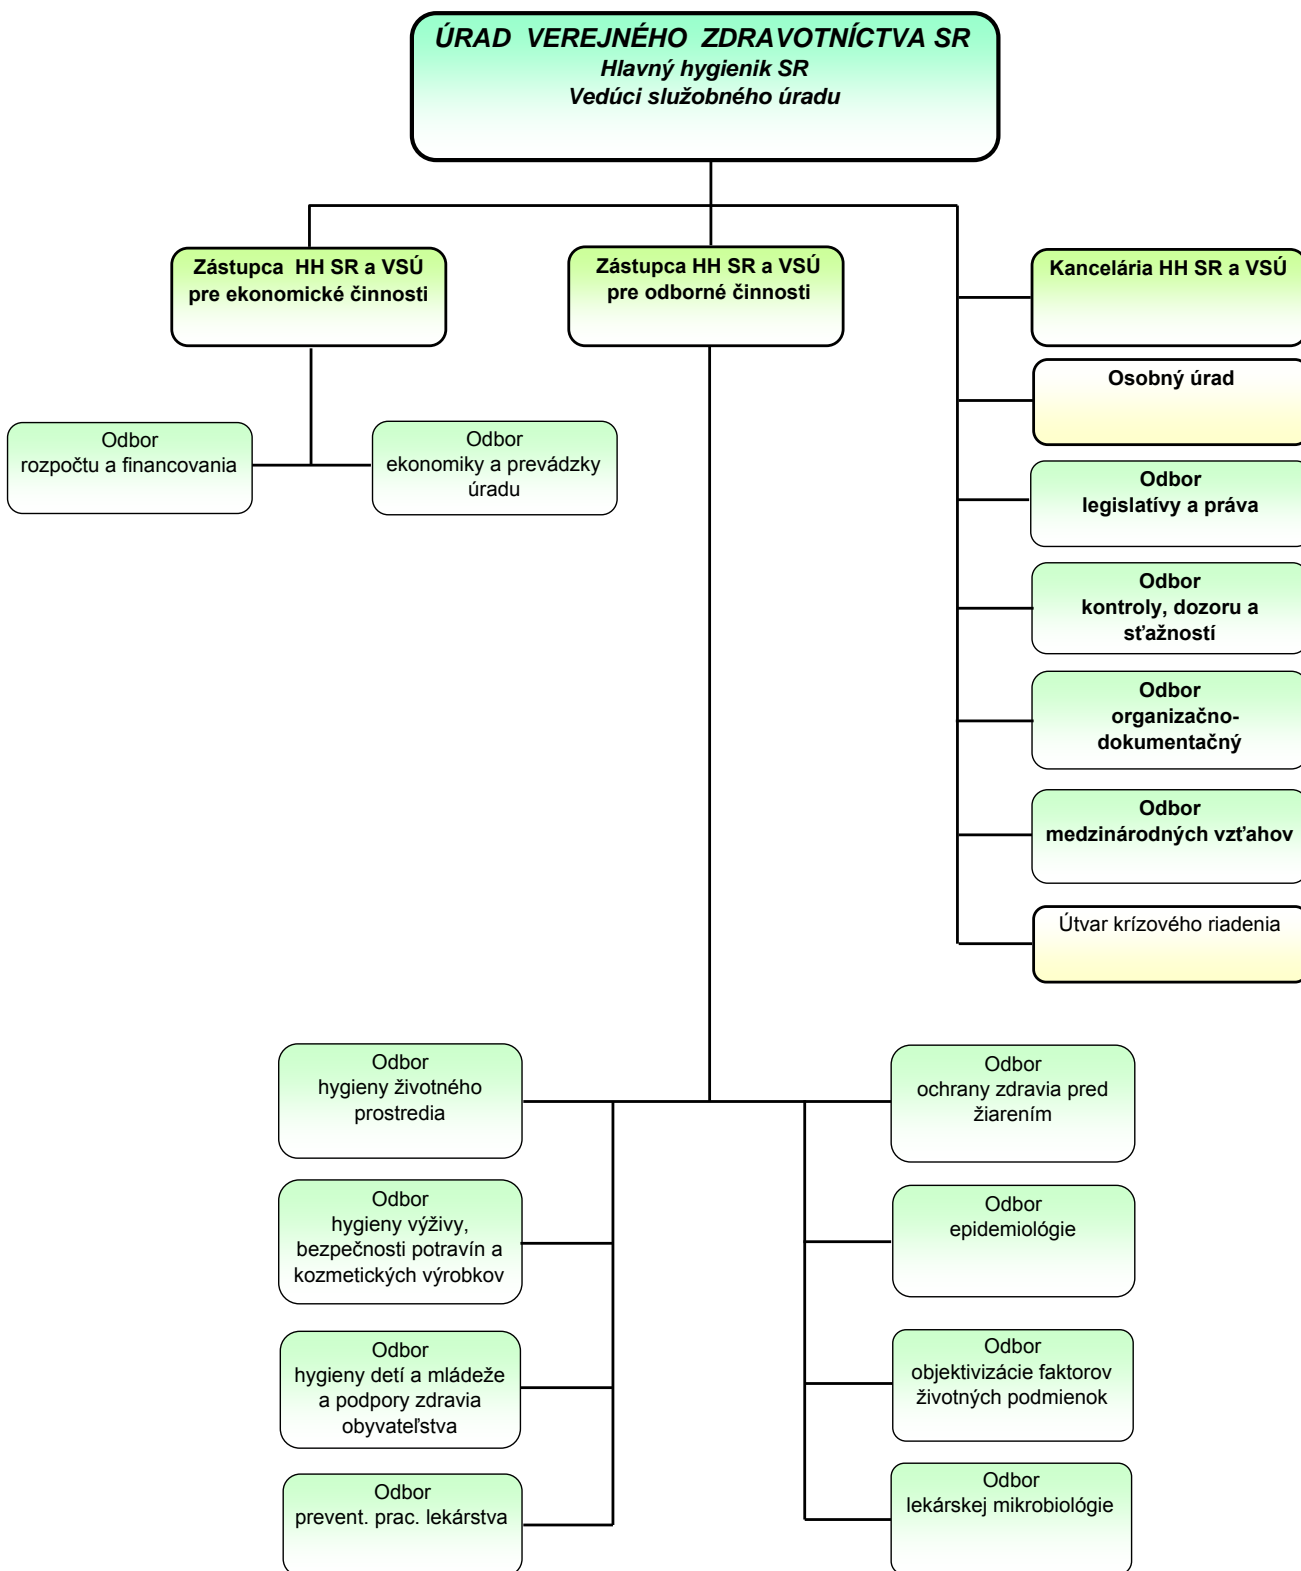 ÚRAD VEREJNÉHO ZDRAVOTNÍCTVA SR
Hlavný hygienik SR
Vedúci služobného úradu
Zástupca HH SR a VSÚ
pre ekonomické činnosti
Zástupca HH SR a VSÚ
pre odborné činnosti
Kancelária HH SR a VSÚ
Osobný úrad
Odbor
rozpočtu a financovania
Odbor
ekonomiky a prevádzky
úradu
Odbor
legislatívy a práva
Odbor
kontroly, dozoru a
sťažností
Odbor
organizačno-
dokumentačný
Odbor
medzinárodných vzťahov
Útvar krízového riadenia
Odbor
hygieny životného
prostredia
Odbor
ochrany zdravia pred
žiarením
Odbor
hygieny výživy,
bezpečnosti potravín a
kozmetických výrobkov
Odbor
epidemiológie
Odbor
hygieny detí a mládeže
a podpory zdravia
obyvateľstva
Odbor
objektivizácie faktorov
životných podmienok
Odbor
prevent. prac. lekárstva
Odbor
lekárskej mikrobiológie